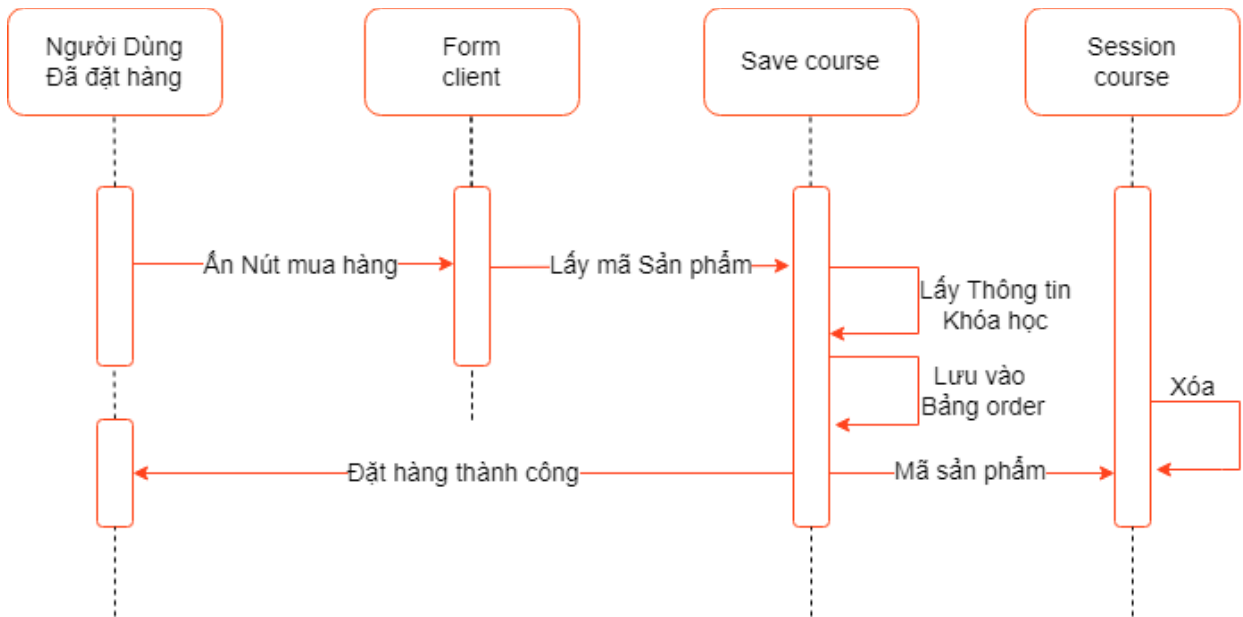 Người Dùng
Đã đặt hàng
Form
client
Save course
Session
course
Ấn Nút mua hàng
Lấy mã Sản phẩm
Lấy Thông tin
Khóa học
Lưu vào
Bảng order
Xóa
Đặt hàng thành công
Mã sản phẩm